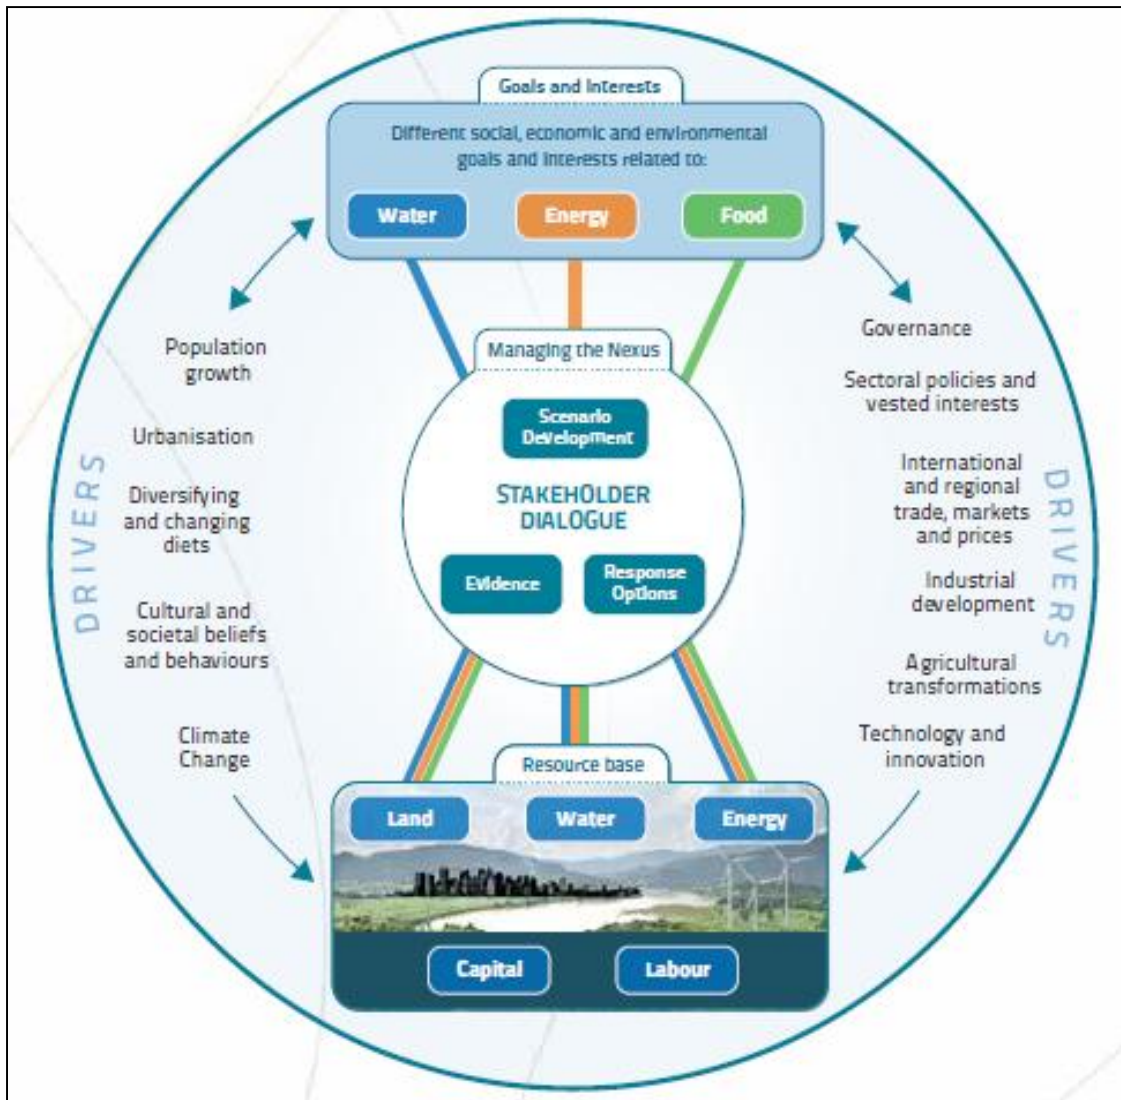 Goals and Interests
Different social, economic and environmental
goals and interests related to:
Water
Energy
Food
DRIVERS
Population
growth
Urbanisation
Diversifying
and changing
diets
Cultural and
societal beliefs
and behaviours
Climate
Change
Managing the Nexus
Scenario
Development
STAKEHOLDER
DIALOGUE
Evidence
Response
Options
Governance
Sectoral policies and
vested interests
International
and regional
trade, markets
and prices
Industrial
development
Agricultural
transformations
Technology and
innovation
DRIVERS
Resource base
Land
Water
Energy
Capital
Labour